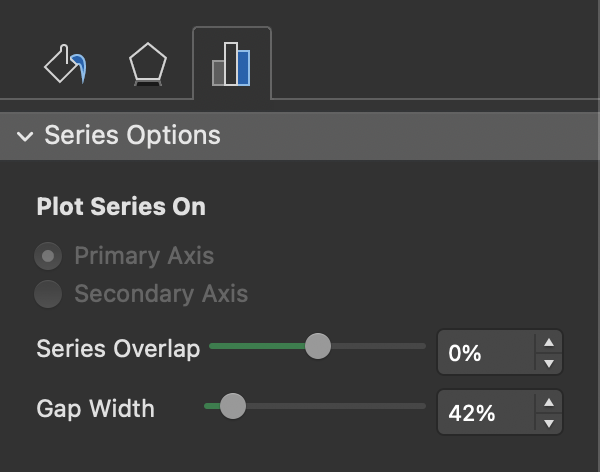 Series Options
Plot Series On
Primary Axis
Secondary Axis
Series Overlap 0%
Gap Width 42%